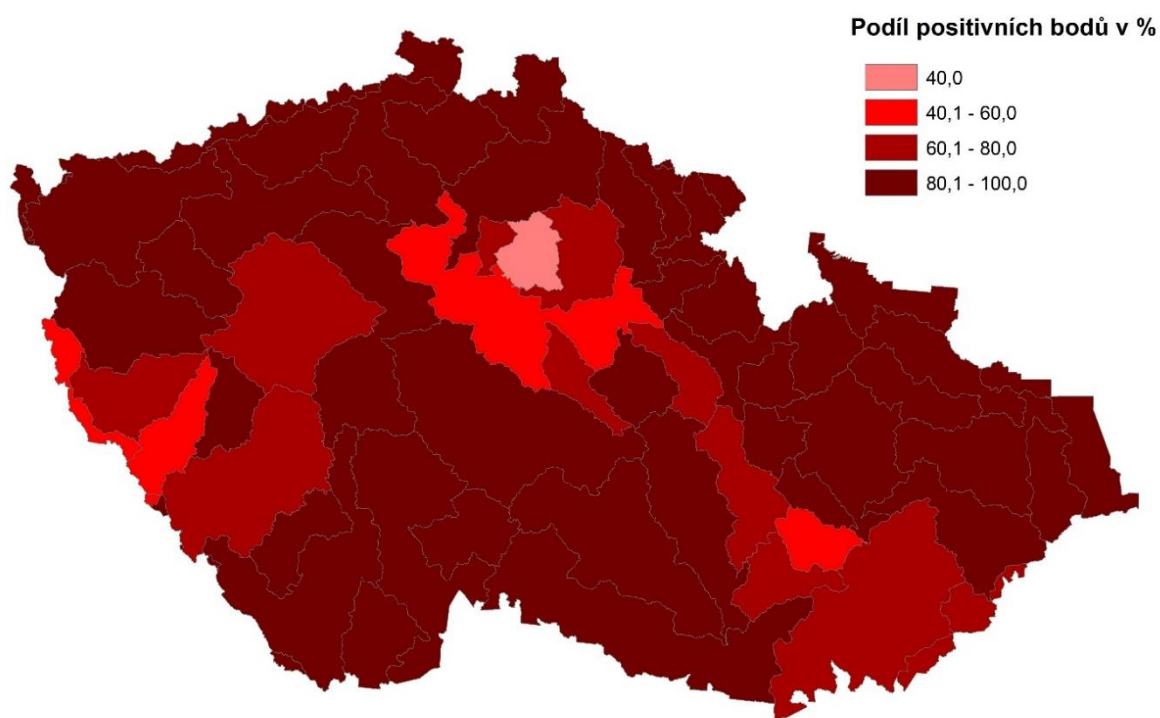 Podíl positivních bodů v %
40,0
40,1 - 60,0
60,1 - 80,0
80,1 - 100,0